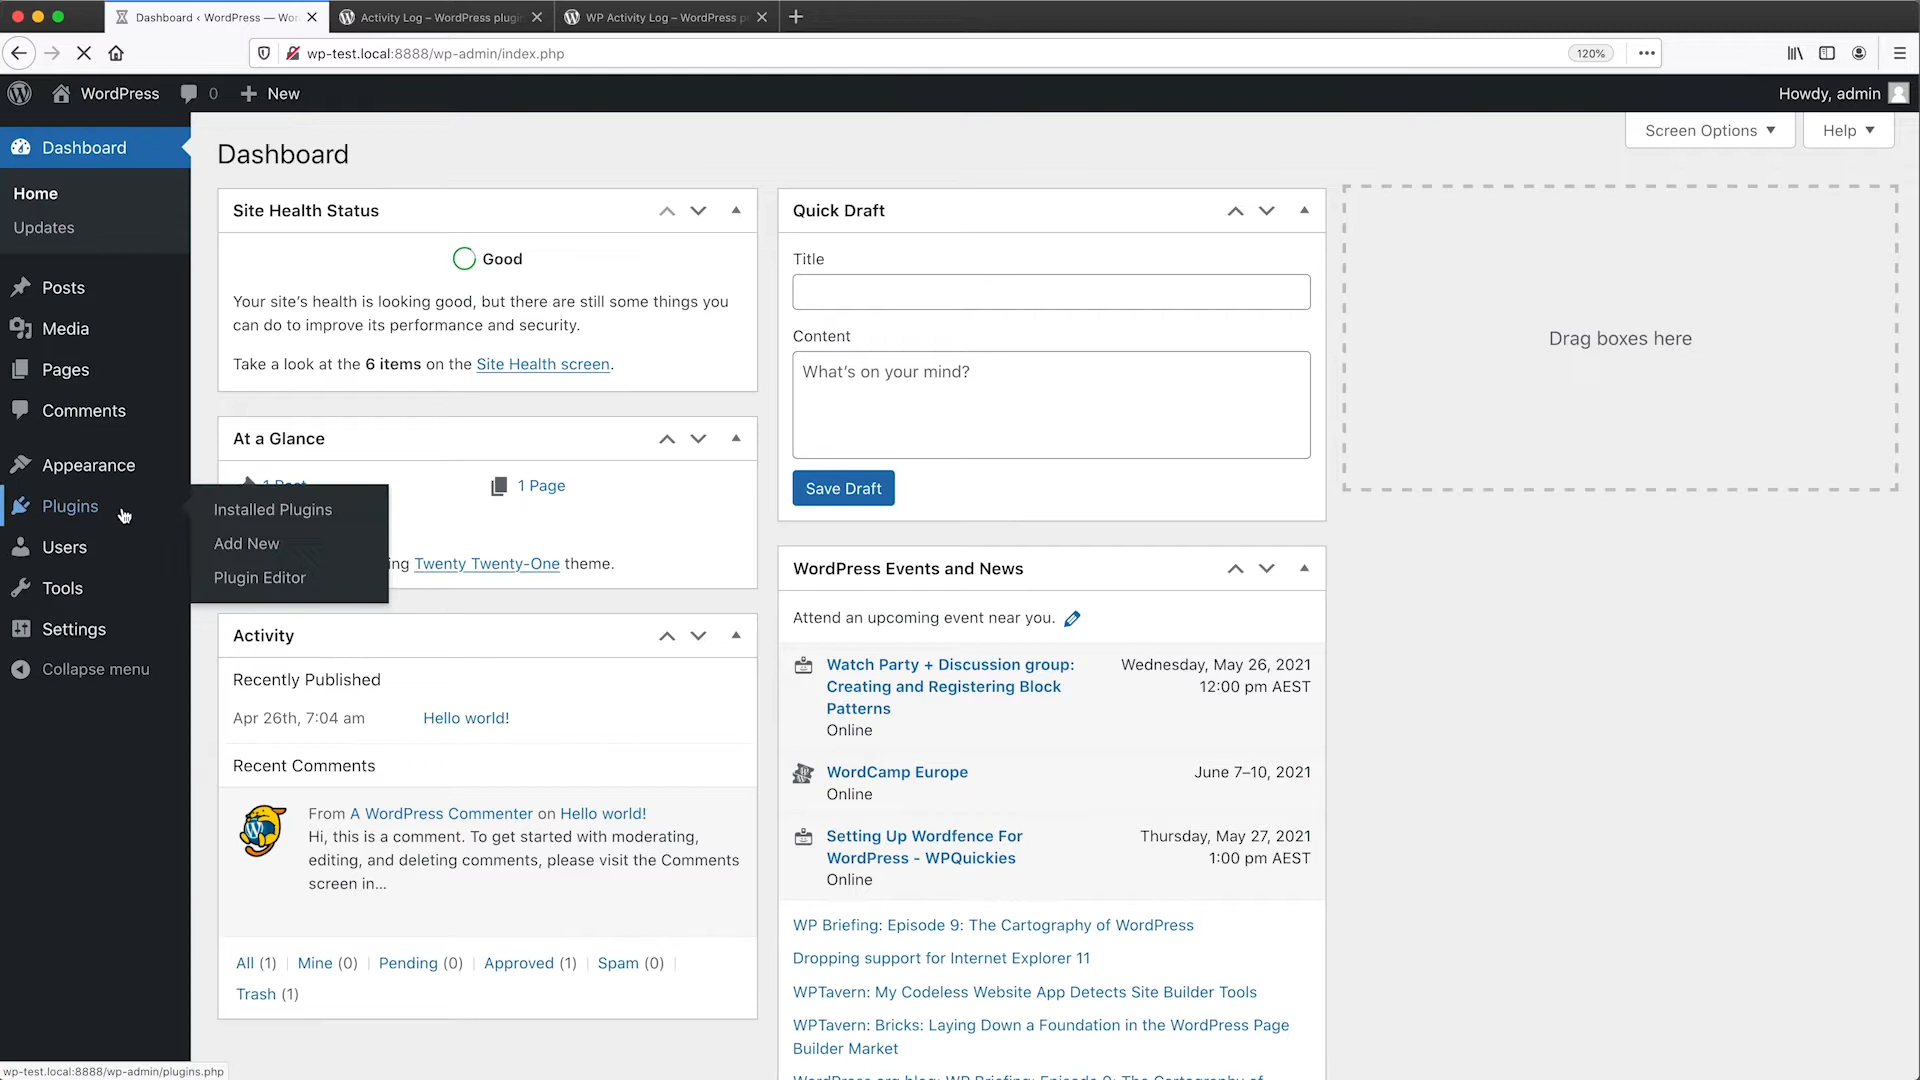 Dashboard ‹ WordPress — Wor
Activity Log – WordPress plugin
WP Activity Log – WordPress p
wp-test.local:8888/wp-admin/index.php
120%
WordPress
0
New
Howdy, admin
Dashboard
Home
Updates
Posts
Media
Pages
Comments
Appearance
Plugins
Users
Tools
Settings
Collapse menu
Installed Plugins
Add New
Plugin Editor
Screen Options
Help
Dashboard
Site Health Status
Good
Your site's health is looking good, but there are still some things you
can do to improve its performance and security.
Take a look at the 6 items on the Site Health screen.
At a Glance
1 Post
1 Page
ing Twenty Twenty-One theme.
Activity
Recently Published
Apr 26th, 7:04 am
Hello world!
Recent Comments
From A WordPress Commenter on Hello world!
Hi, this is a comment. To get started with moderating,
editing, and deleting comments, please visit the Comments
screen in...
All (1) | Mine (0) | Pending (0) | Approved (1) | Spam (0) |
Trash (1)
Quick Draft
Title
Content
What's on your mind?
Save Draft
WordPress Events and News
Attend an upcoming event near you.
Watch Party + Discussion group:
Creating and Registering Block
Patterns
Online
Wednesday, May 26, 2021
12:00 pm AEST
WordCamp Europe
Online
June 7–10, 2021
Setting Up Wordfence For
WordPress - WPQuickies
Online
Thursday, May 27, 2021
1:00 pm AEST
WP Briefing: Episode 9: The Cartography of WordPress
Dropping support for Internet Explorer 11
WPTavern: My Codeless Website App Detects Site Builder Tools
WPTavern: Bricks: Laying Down a Foundation in the WordPress Page
Builder Market
WordPress.org blog: WP Briefing: Episode 9: The Cartography of
Drag boxes here
wp-test.local:8888/wp-admin/plugins.php